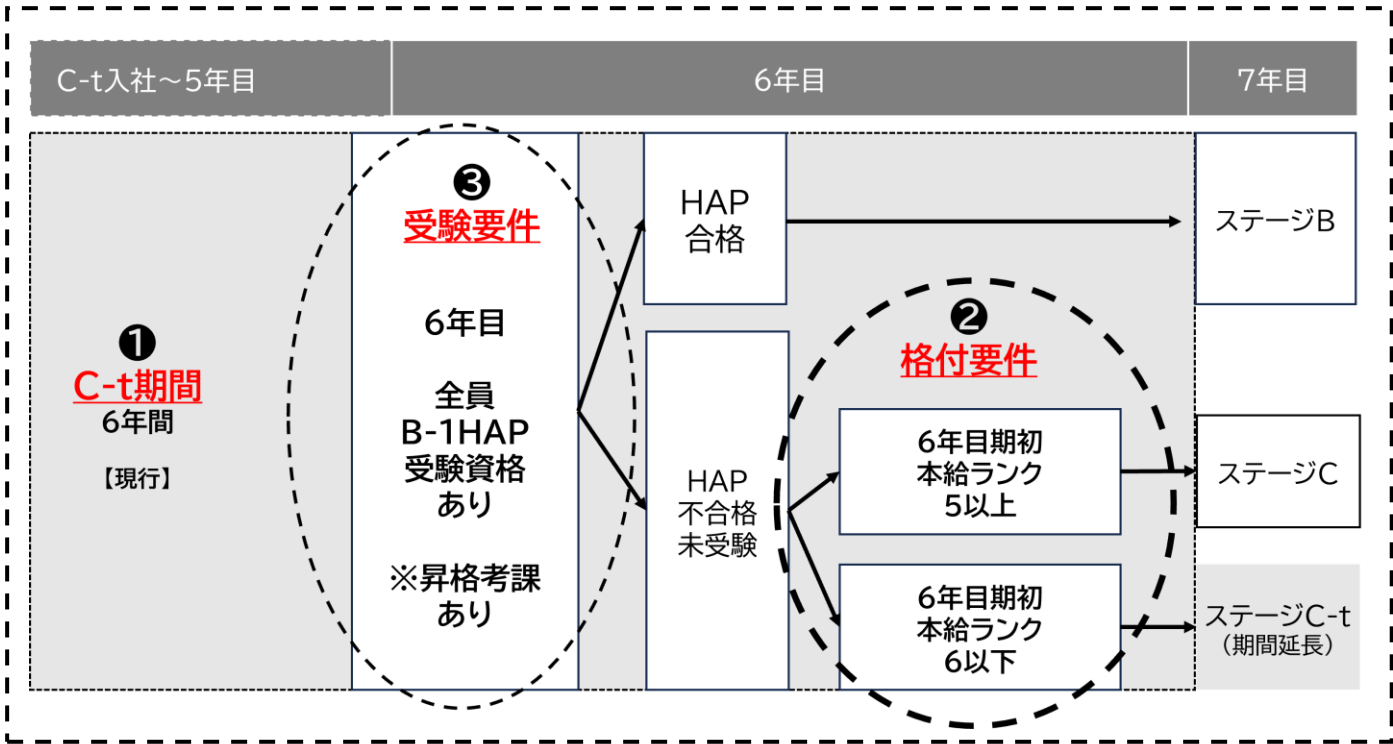 C-t入社～5年目
6年目
7年目
❶
C-t期間
6年間
【現行】
❸
受験要件
6年目
全員
B-1HAP
受験資格
あり
※昇格考課
あり
HAP
合格
HAP
不合格
未受験
❷
格付要件
6年目期初
本給ランク
5以上
6年目期初
本給ランク
6以下
ステージB
ステージC
ステージC-t
（期間延長）